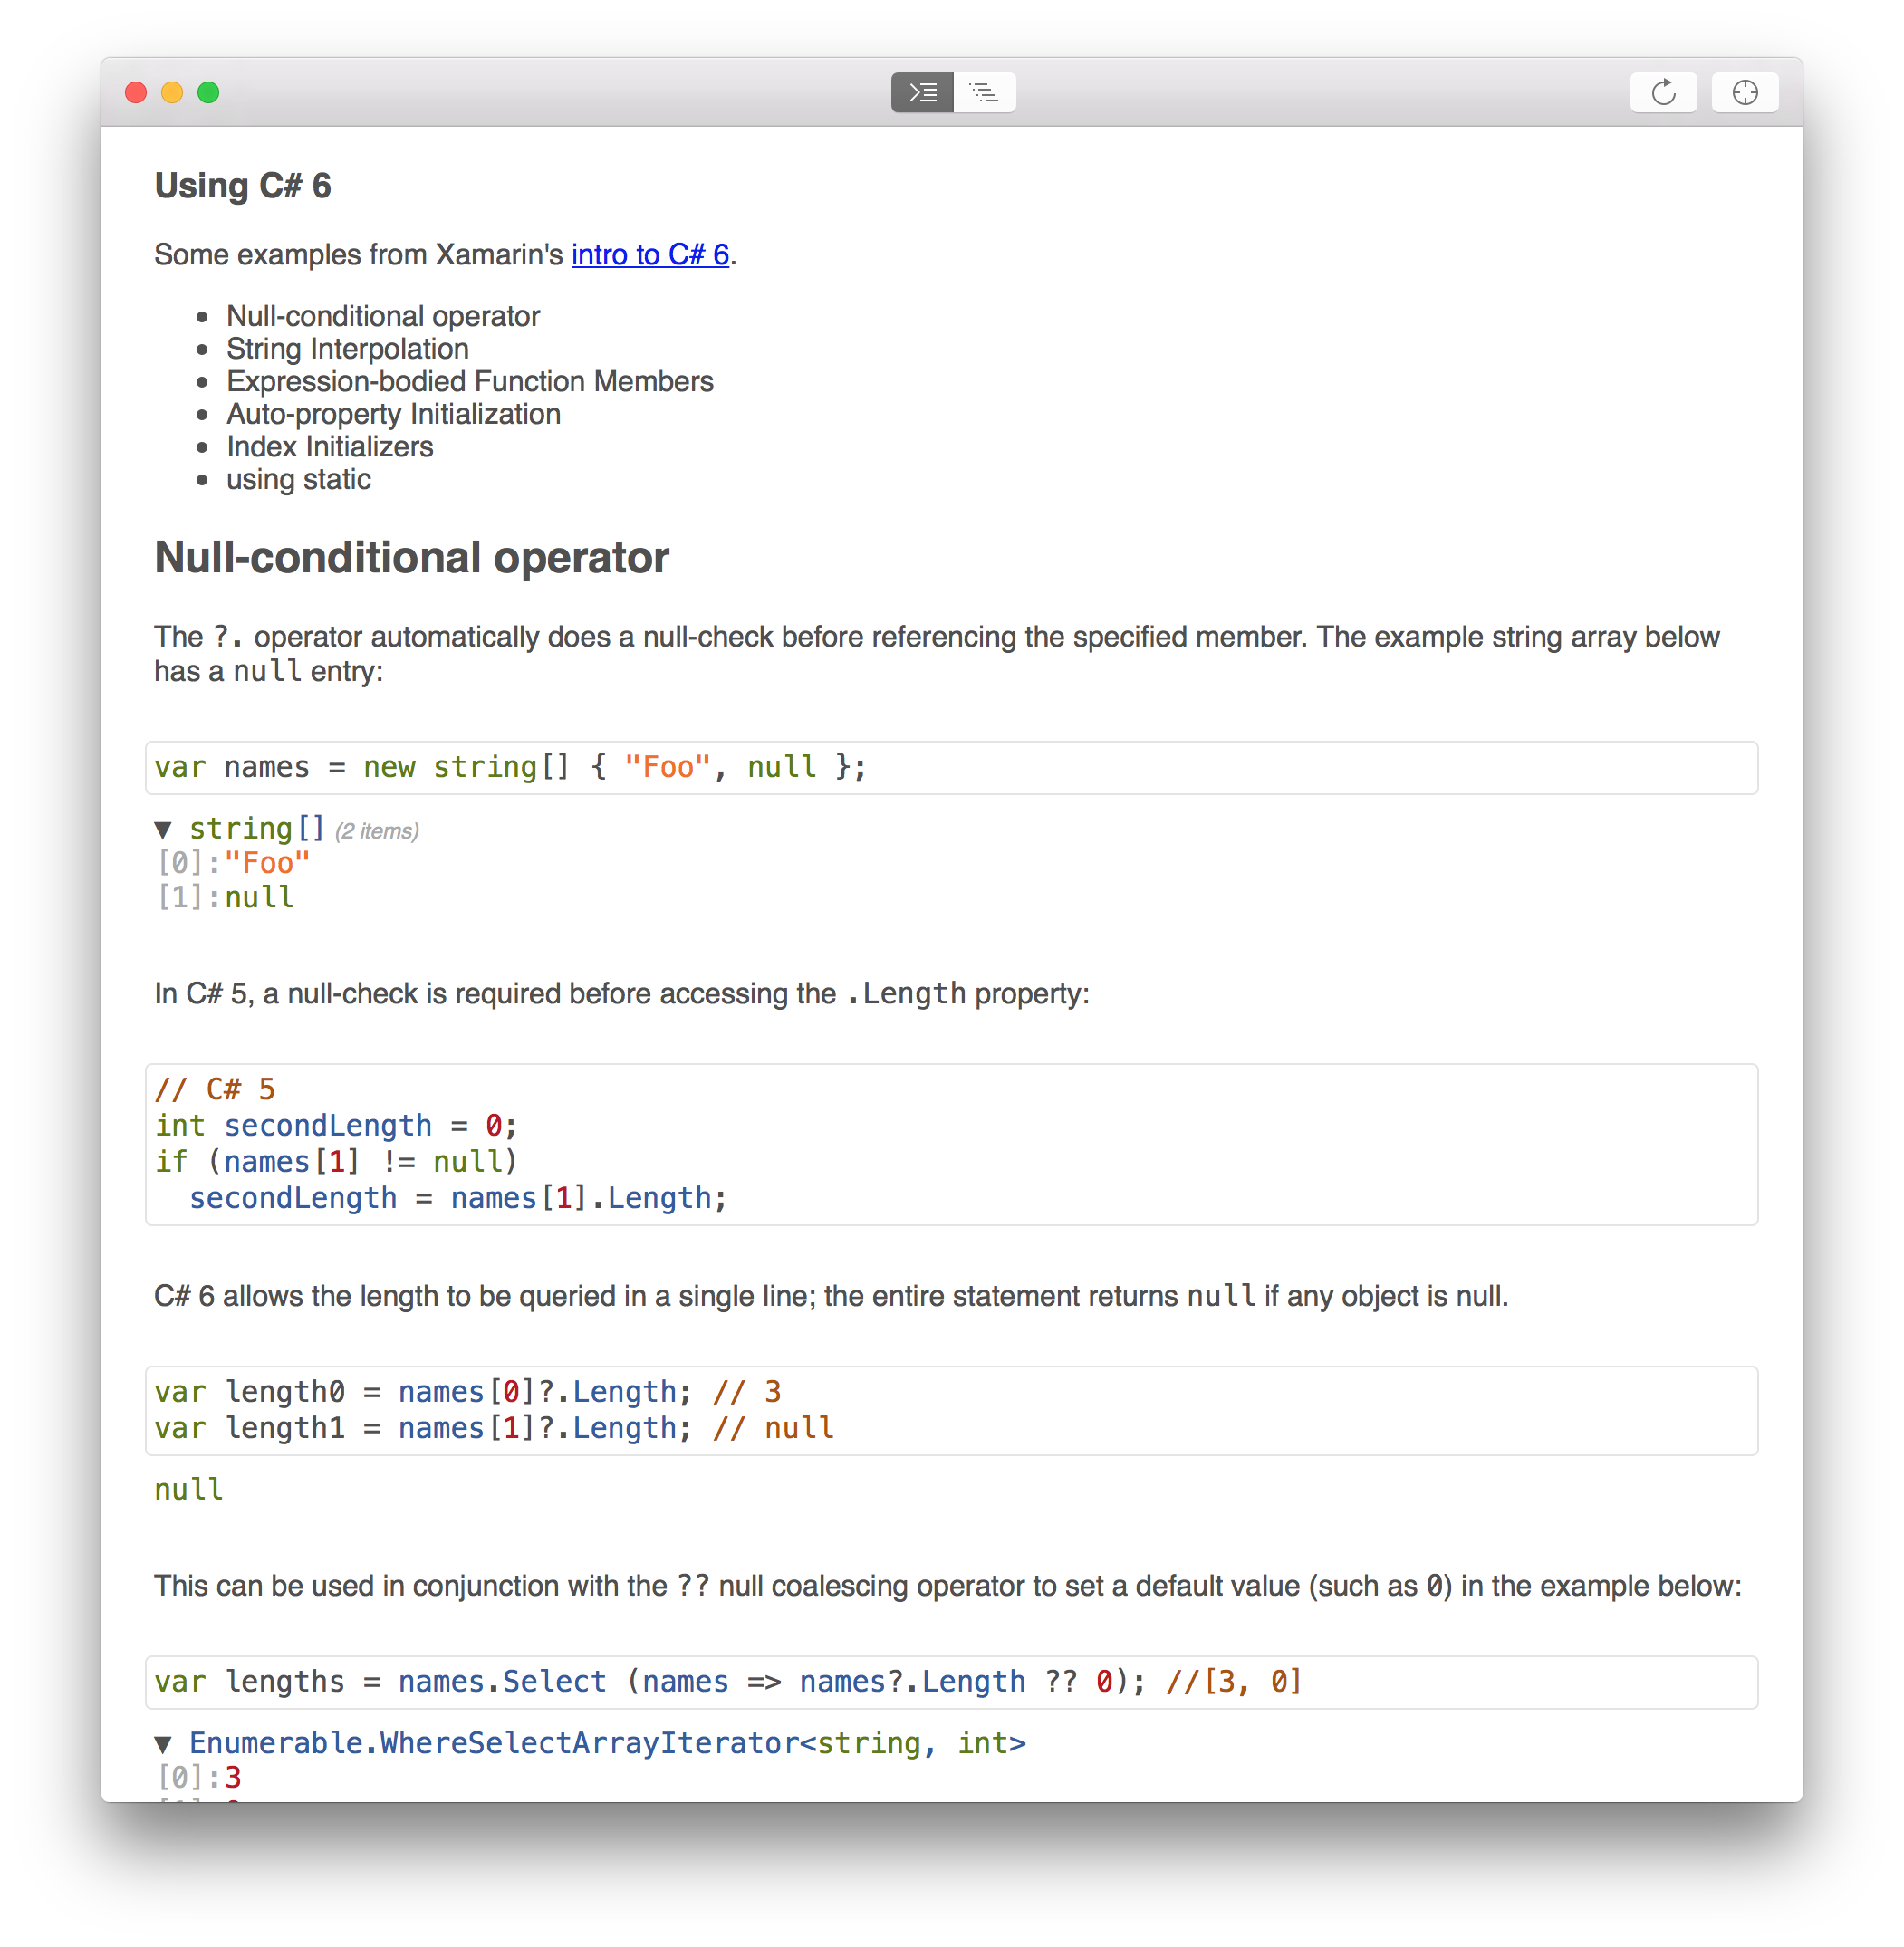 Using C# 6
Some examples from Xamarin's intro to C# 6.
Null-conditional operator
String Interpolation
Expression-bodied Function Members
Auto-property Initialization
Index Initializers
using static
Null-conditional operator
The ?. operator automatically does a null-check before referencing the specified member. The example string array below
has a null entry:
var names = new string[] { "Foo", null };
▼ string[] (2 items)
[0]:"Foo"
[1]:null
In C# 5, a null-check is required before accessing the .Length property:
// C# 5
int secondLength = 0;
if (names[1] != null)
  secondLength = names[1].Length;
C# 6 allows the length to be queried in a single line; the entire statement returns null if any object is null.
var length0 = names[0]?.Length; // 3
var length1 = names[1]?.Length; // null
null
This can be used in conjunction with the ?? null coalescing operator to set a default value (such as 0) in the example below:
var lengths = names.Select (names => names?.Length ?? 0); //[3, 0]
▼ Enumerable.WhereSelectArrayIterator<string, int>
[0]:3